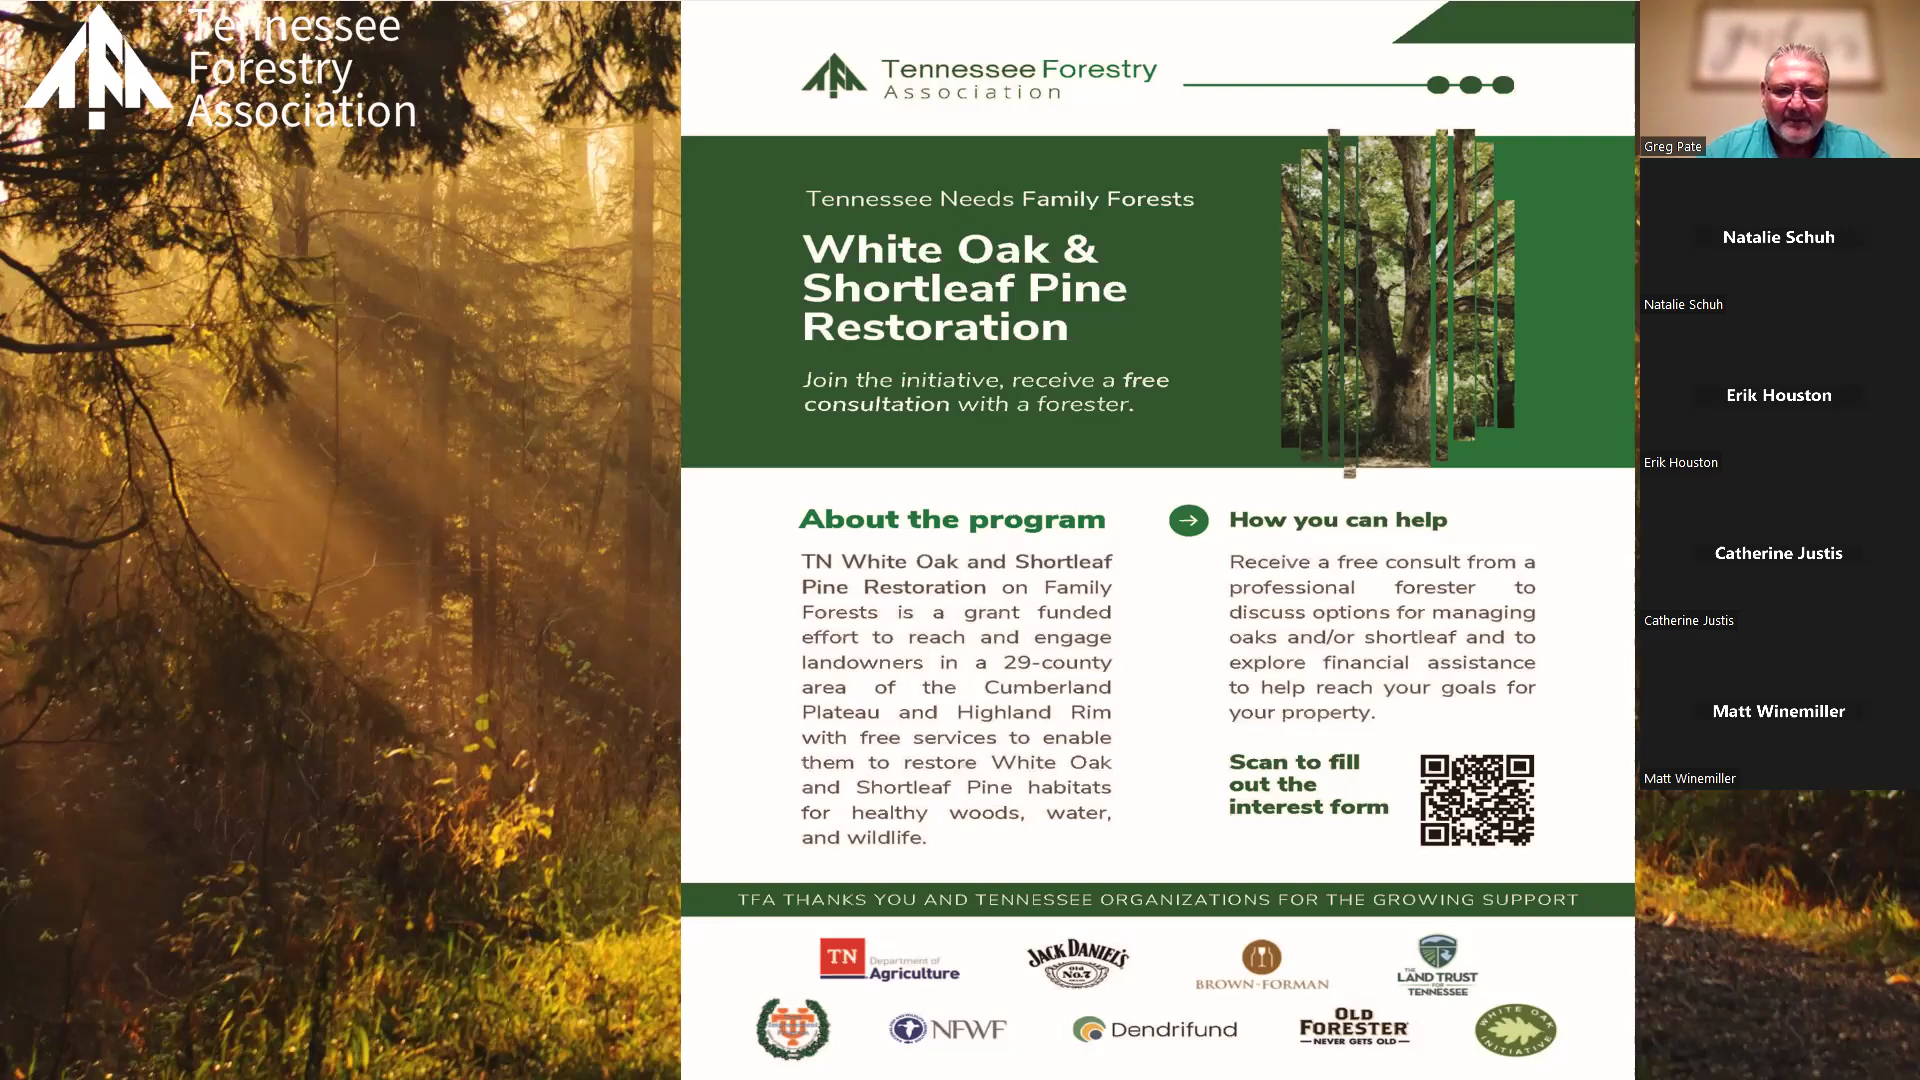 Tennessee
Forestry
Association
Tennessee Forestry
Association
Tennessee Needs Family Forests
White Oak &
Shortleaf Pine
Restoration
Join the initiative, receive a free
consultation with a forester.
About the program
TN White Oak and Shortleaf
Pine Restoration on Family
Forests is a grant funded
effort to reach and engage
landowners in a 29-county
area of the Cumberland
Plateau and Highland Rim
with free services to enable
them to restore White Oak
and Shortleaf Pine habitats
for healthy woods, water,
and wildlife.
How you can help
Receive a free consult from a
professional forester to
discuss options for managing
oaks and/or shortleaf and to
explore financial assistance
to help reach your goals for
your property.
Scan to fill
out the
interest form
TFA THANKS YOU AND TENNESSEE ORGANIZATIONS FOR THE GROWING SUPPORT
TN
Department of
Agriculture
JACK DANIEL'S
Old
No.7
BROWN-FORMAN
THE
LAND TRUST
FOR
TENNESSEE
NFWF
Dendrifund
OLD
FORESTER
NEVER GETS OLD
WHITE OAK
INITIATIVE
Greg Pate
Natalie Schuh
Natalie Schuh
Erik Houston
Erik Houston
Catherine Justis
Catherine Justis
Matt Winemiller
Matt Winemiller